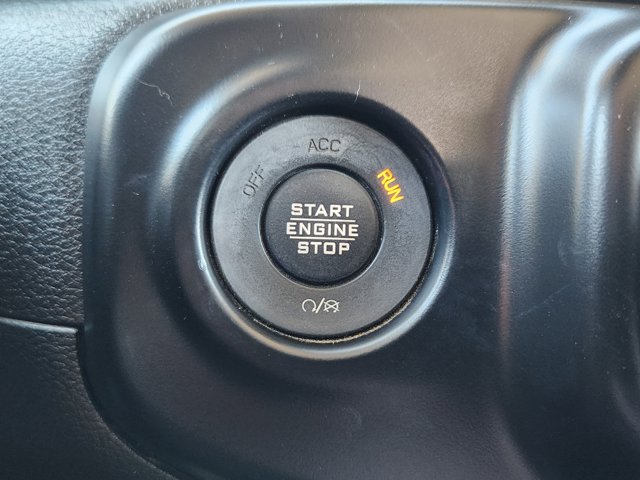 OFF
ACC
RUN
START
ENGINE
STOP